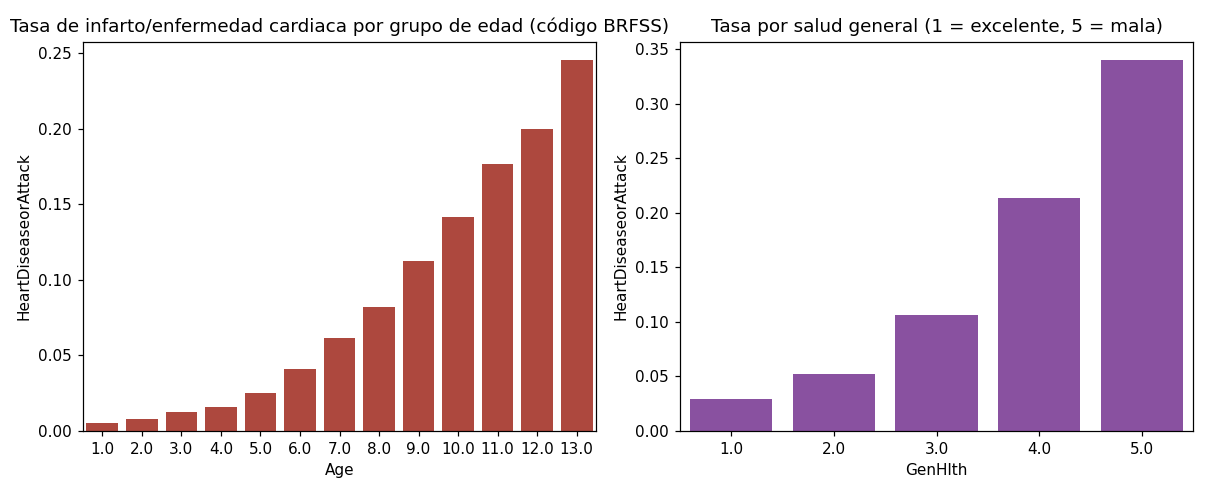 Tasa de infarto/enfermedad cardiaca por grupo de edad (código BRFSS)
HeartDiseaseorAttack
0.25
0.20
0.15
0.10
0.05
0.00
1.0 2.0 3.0 4.0 5.0 6.0 7.0 8.0 9.0 10.0 11.0 12.0 13.0
Age
Tasa por salud general (1 = excelente, 5 = mala)
HeartDiseaseorAttack
0.35
0.30
0.25
0.20
0.15
0.10
0.05
0.00
1.0 2.0 3.0 4.0 5.0
GenHlth